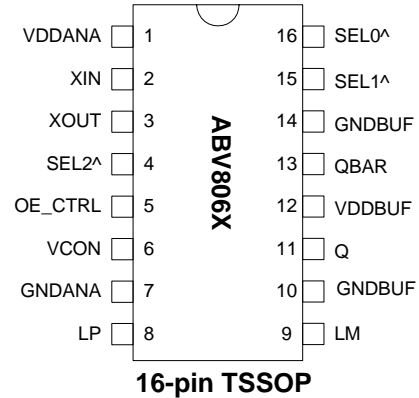 VDDANA 1 16 SEL0^
XIN 2 15 SEL1^
XOUT 3 14 GNDBUF
SEL2^ 4 13 QBAR
OE_CTRL 5 12 VDDBUF
VCON 6 11 Q
GNDANA 7 10 GNDBUF
LP 8 9 LM
ABV806X
16-pin TSSOP